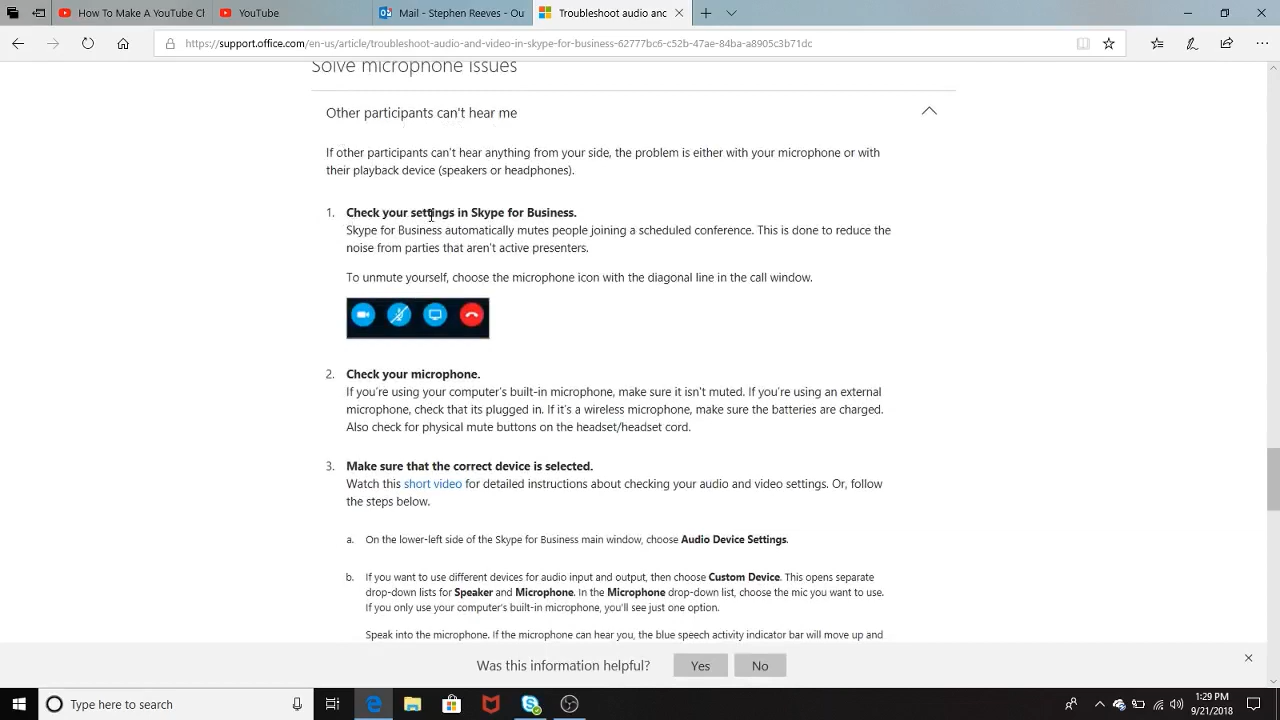 How To Make A YouTube Cl
YouTube
Mail - Stephen Reeves - Ou
Troubleshoot audio and
https://support.office.com/en-us/article/troubleshoot-audio-and-video-in-skype-for-business-62777bc6-c52b-47ae-84ba-a8905c3b71dc
Solve microphone issues
Other participants can't hear me
If other participants can't hear anything from your side, the problem is either with your microphone or with
their playback device (speakers or headphones).
1. Check your settings in Skype for Business.
Skype for Business automatically mutes people joining a scheduled conference. This is done to reduce the
noise from parties that aren't active presenters.
To unmute yourself, choose the microphone icon with the diagonal line in the call window.
2. Check your microphone.
If you're using your computer's built-in microphone, make sure it isn't muted. If you're using an external
microphone, check that its plugged in. If it's a wireless microphone, make sure the batteries are charged.
Also check for physical mute buttons on the headset/headset cord.
3. Make sure that the correct device is selected.
Watch this short video for detailed instructions about checking your audio and video settings. Or, follow
the steps below.
a. On the lower-left side of the Skype for Business main window, choose Audio Device Settings.
b. If you want to use different devices for audio input and output, then choose Custom Device. This opens separate
drop-down lists for Speaker and Microphone. In the Microphone drop-down list, choose the mic you want to use.
If you only use your computer's built-in microphone, you'll see just one option.
Speak into the microphone. If the microphone can hear you, the blue speech activity indicator bar will move up and
Was this information helpful? Yes No
Type here to search
1:29 PM
9/21/2018